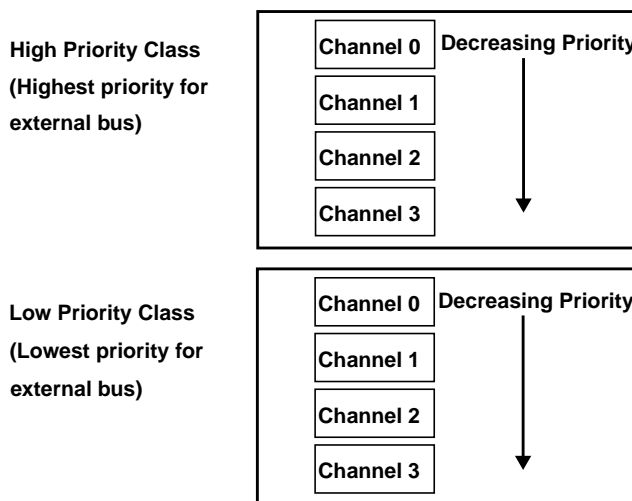 High Priority Class
(Highest priority for
external bus)
Channel 0
Decreasing Priority
Channel 1
Channel 2
Channel 3
Low Priority Class
(Lowest priority for
external bus)
Channel 0
Decreasing Priority
Channel 1
Channel 2
Channel 3